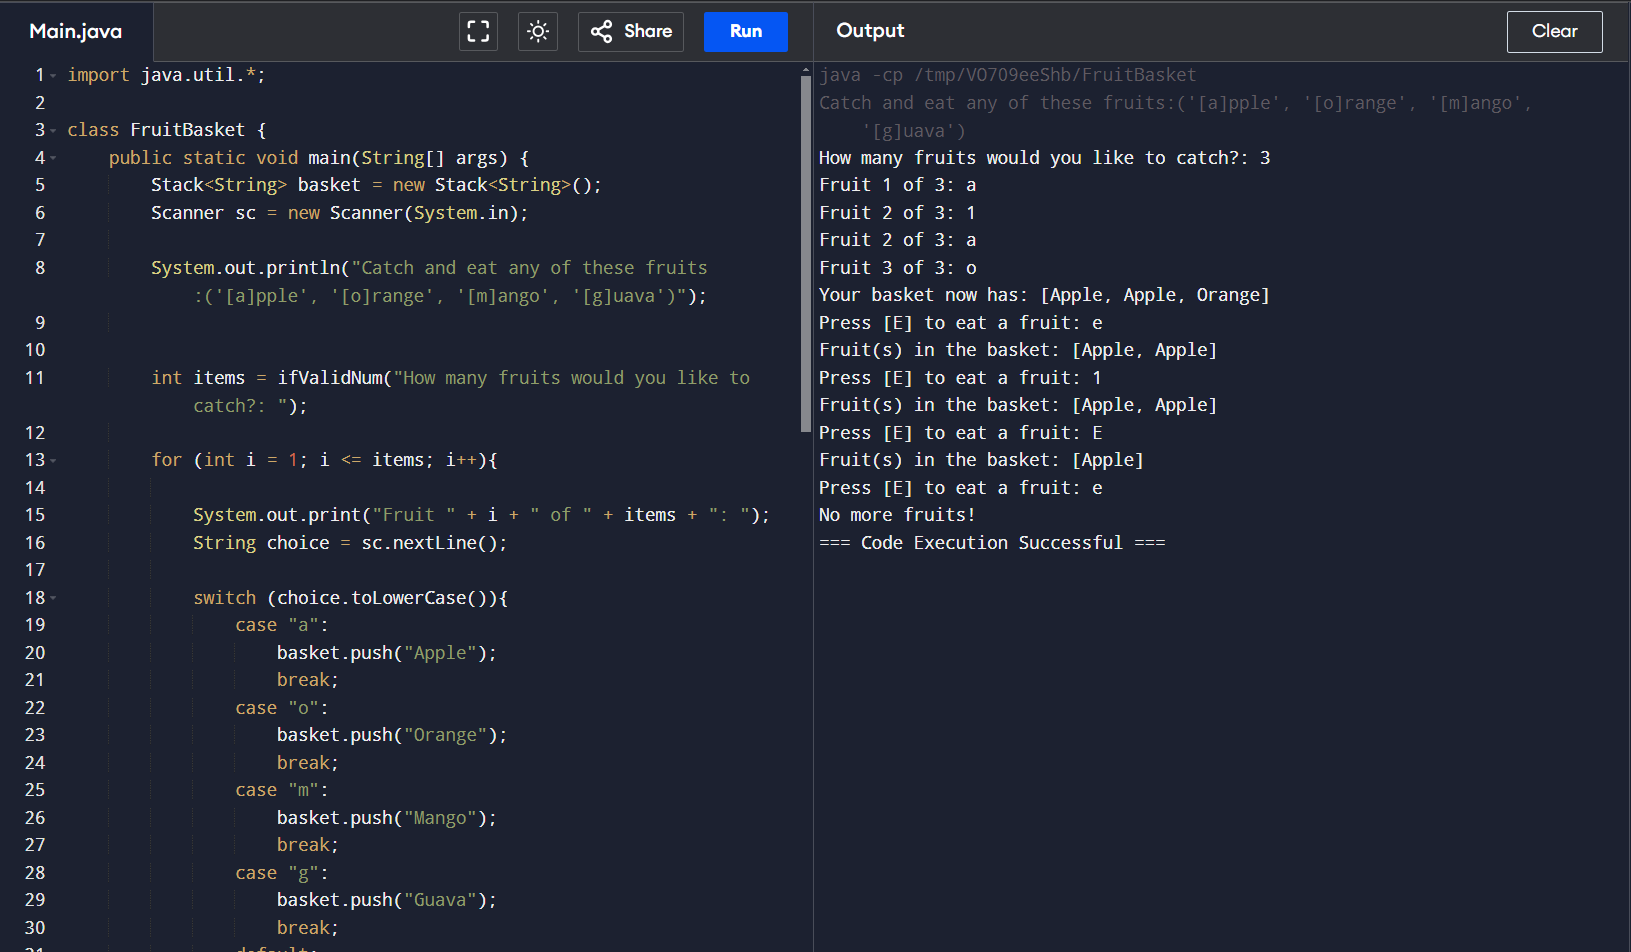 Main.java
Share
Run
1 import java.util.*;
2
3 class FruitBasket {
4 public static void main(String[] args) {
5 Stack<String> basket = new Stack<String>();
6 Scanner sc = new Scanner(System.in);
7
8 System.out.println("Catch and eat any of these fruits
:('[a]pple', '[o]range', '[m]ango', '[g]uava')");
9
10
11 int items = ifValidNum("How many fruits would you like to
catch?: ");
12
13 for (int i = 1; i <= items; i++){
14
15 System.out.print("Fruit " + i + " of " + items + ": ");
16 String choice = sc.nextLine();
17
18 switch (choice.toLowerCase()){
19 case "a":
20 basket.push("Apple");
21 break;
22 case "o":
23 basket.push("Orange");
24 break;
25 case "m":
26 basket.push("Mango");
27 break;
28 case "g":
29 basket.push("Guava");
30 break;
31 default:
Output
Clear
java -cp /tmp/VO709eeShb/FruitBasket
Catch and eat any of these fruits:('[a]pple', '[o]range', '[m]ango',
'[g]uava')
How many fruits would you like to catch?: 3
Fruit 1 of 3: a
Fruit 2 of 3: 1
Fruit 2 of 3: a
Fruit 3 of 3: o
Your basket now has: [Apple, Apple, Orange]
Press [E] to eat a fruit: e
Fruit(s) in the basket: [Apple, Apple]
Press [E] to eat a fruit: 1
Fruit(s) in the basket: [Apple, Apple]
Press [E] to eat a fruit: E
Fruit(s) in the basket: [Apple]
Press [E] to eat a fruit: e
No more fruits!
=== Code Execution Successful ===